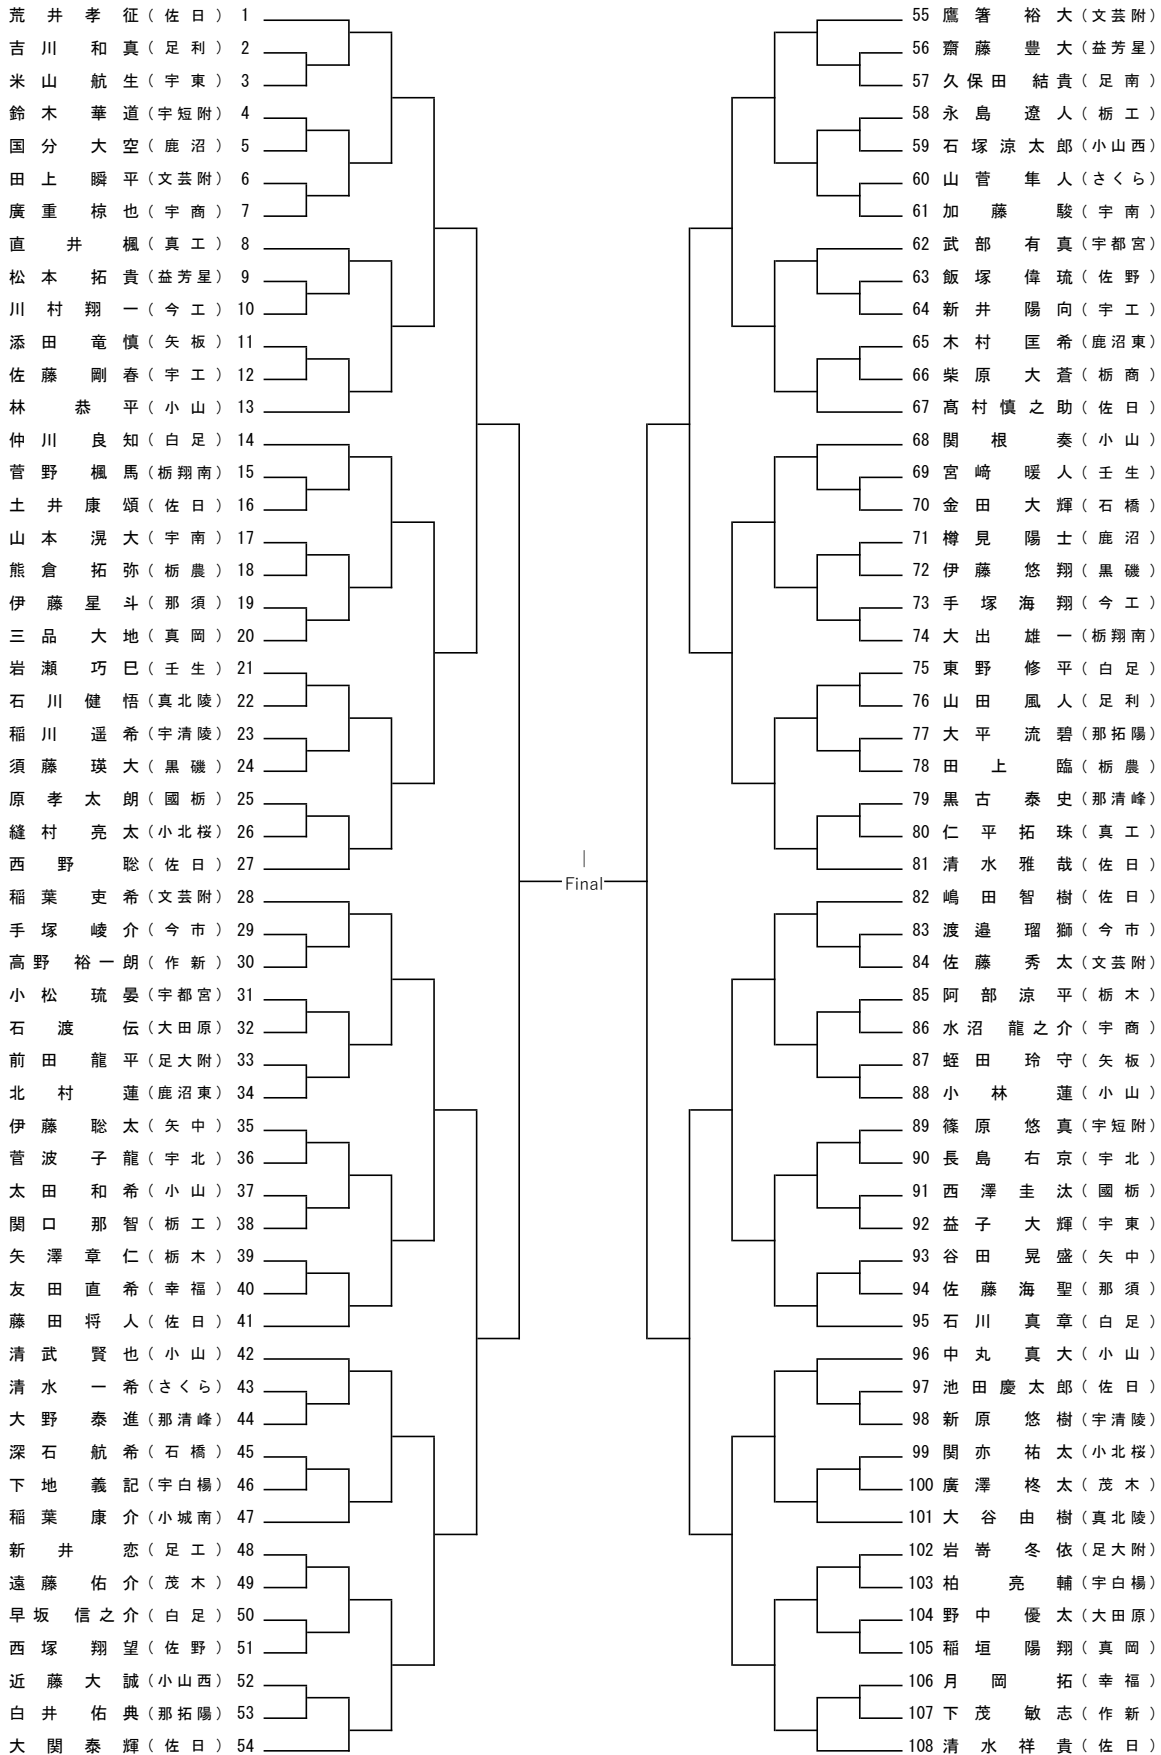 荒井孝征(佐日) 1
吉川和真(足利) 2
米山航生(宇東) 3
鈴木華道(宇短附) 4
国分大空(鹿沼) 5
田上瞬平(文芸附) 6
廣重椋也(宇商) 7
直井楓(真工) 8
松本拓貴(益芳星) 9
川村翔一(今工) 10
添田竜慎(矢板) 11
佐藤剛春(宇工) 12
林恭平(小山) 13
仲川良知(白足) 14
菅野楓馬(栃翔南) 15
土井康頌(佐日) 16
山本滉大(宇南) 17
熊倉拓弥(栃農) 18
伊藤星斗(那須) 19
三品大地(真岡) 20
岩瀬巧巳(壬生) 21
石川健悟(真北陵) 22
稲川遥希(宇清陵) 23
須藤瑛大(黒磯) 24
原孝太朗(國栃) 25
縫村亮太(小北桜) 26
西野聡(佐日) 27
稲葉吏希(文芸附) 28
手塚崚介(今市) 29
高野裕一朗(作新) 30
小松琉晏(宇都宮) 31
石渡伝(大田原) 32
前田龍平(足大附) 33
北村蓮(鹿沼東) 34
伊藤聡太(矢中) 35
菅波子龍(宇北) 36
太田和希(小山) 37
関口那智(栃工) 38
矢澤章仁(栃木) 39
友田直希(幸福) 40
藤田将人(佐日) 41
清武賢也(小山) 42
清水一希(さくら) 43
大野泰進(那清峰) 44
深石航希(石橋) 45
下地義記(宇白楊) 46
稲葉康介(小城南) 47
新井恋(足工) 48
遠藤佑介(茂木) 49
早坂信之介(白足) 50
西塚翔望(佐野) 51
近藤大誠(小山西) 52
白井佑典(那拓陽) 53
大関泰輝(佐日) 54
Final
55 鷹箸裕大(文芸附)
56 齋藤豊大(益芳星)
57 久保田結貴(足南)
58 永島遼人(栃工)
59 石塚涼太郎(小山西)
60 山菅隼人(さくら)
61 加藤駿(宇南)
62 武部有真(宇都宮)
63 飯塚偉琉(佐野)
64 新井陽向(宇工)
65 木村匡希(鹿沼東)
66 柴原大蒼(栃商)
67 髙村慎之助(佐日)
68 関根奏(小山)
69 宮﨑暖人(壬生)
70 金田大輝(石橋)
71 樽見陽士(鹿沼)
72 伊藤悠翔(黒磯)
73 手塚海翔(今工)
74 大出雄一(栃翔南)
75 東野修平(白足)
76 山田風人(足利)
77 大平流碧(那拓陽)
78 田上臨(栃農)
79 黒古泰史(那清峰)
80 仁平拓珠(真工)
81 清水雅哉(佐日)
82 嶋田智樹(佐日)
83 渡邉瑠獅(今市)
84 佐藤秀太(文芸附)
85 阿部涼平(栃木)
86 水沼龍之介(宇商)
87 蛭田玲守(矢板)
88 小林蓮(小山)
89 篠原悠真(宇短附)
90 長島右京(宇北)
91 西澤圭汰(國栃)
92 益子大輝(宇東)
93 谷田晃盛(矢中)
94 佐藤海聖(那須)
95 石川真章(白足)
96 中丸真大(小山)
97 池田慶太郎(佐日)
98 新原悠樹(宇清陵)
99 関亦祐太(小北桜)
100 廣澤柊太(茂木)
101 大谷由樹(真北陵)
102 岩嵜冬依(足大附)
103 柏亮輔(宇白楊)
104 野中優太(大田原)
105 稲垣陽翔(真岡)
106 月岡拓(幸福)
107 下茂敏志(作新)
108 清水祥貴(佐日)